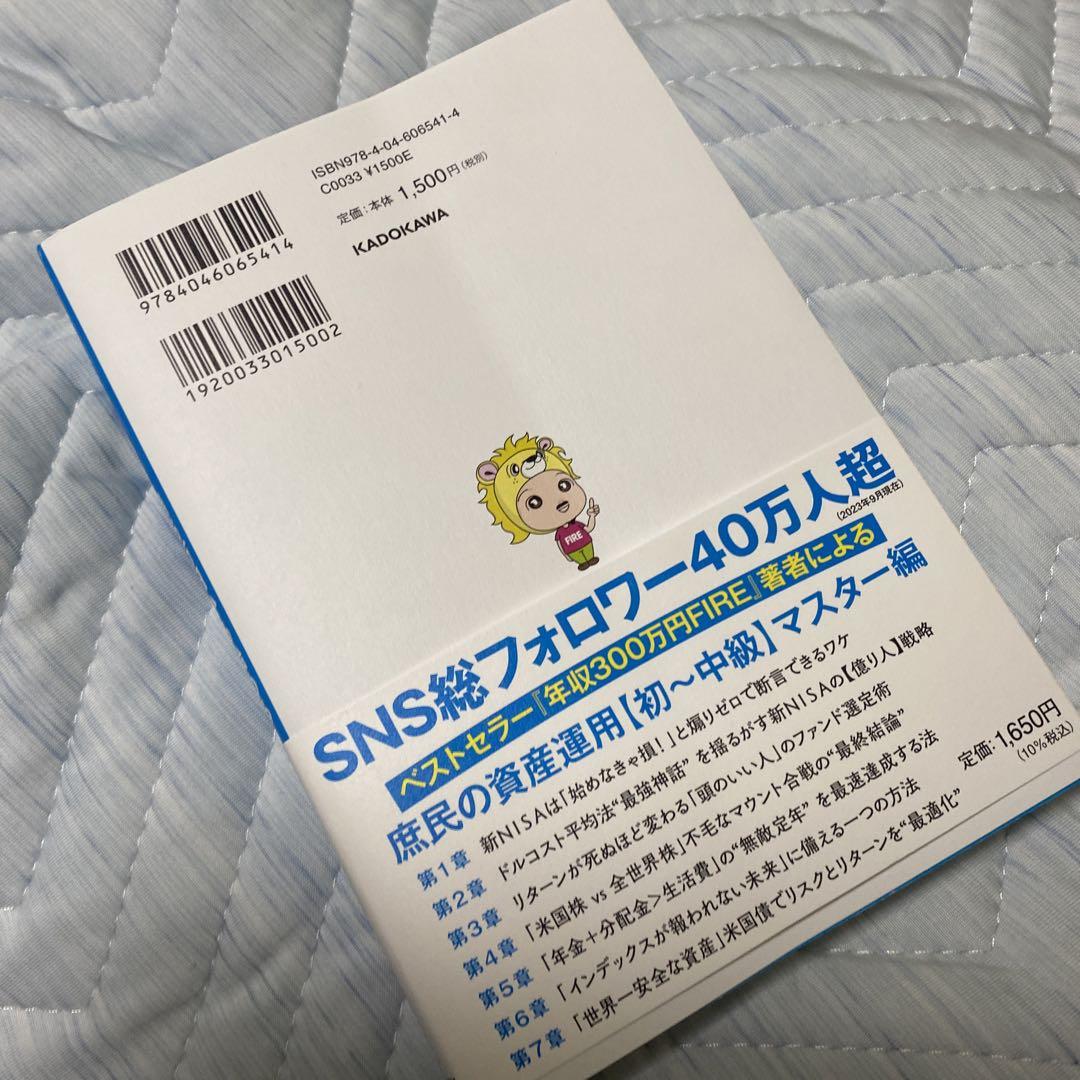 ISBN978-4-04-606541-4
C0033 ¥1500E
定価:本体1,500円(税別)
KADOKAWA
9784046065414
1920033015002
FIRE
SNS総フォロワー40万人超
(2023年9月現在)
ベストセラー『年収300万円FIRE』著者による
庶民の資産運用【初〜中級】マスター編
第1章 新NISAは「始めなきゃ損!」と煽りゼロで断言できるワケ
第2章 ドルコスト平均法“最強神話”を揺るがす新NISAの【億り人】戦略
第3章 リターンが死ぬほど変わる「頭のいい人」のファンド選定術
第4章 「米国株 vs 全世界株」不毛なマウント合戦の“最終結論”
第5章 「年金+分配金>生活費」の“無敵定年”を最速達成する法
第6章 「インデックスが報われない未来」に備える一つの方法
第7章 「世界一安全な資産」米国債でリスクとリターンを“最適化”
定価:1,650円
(10%税込)